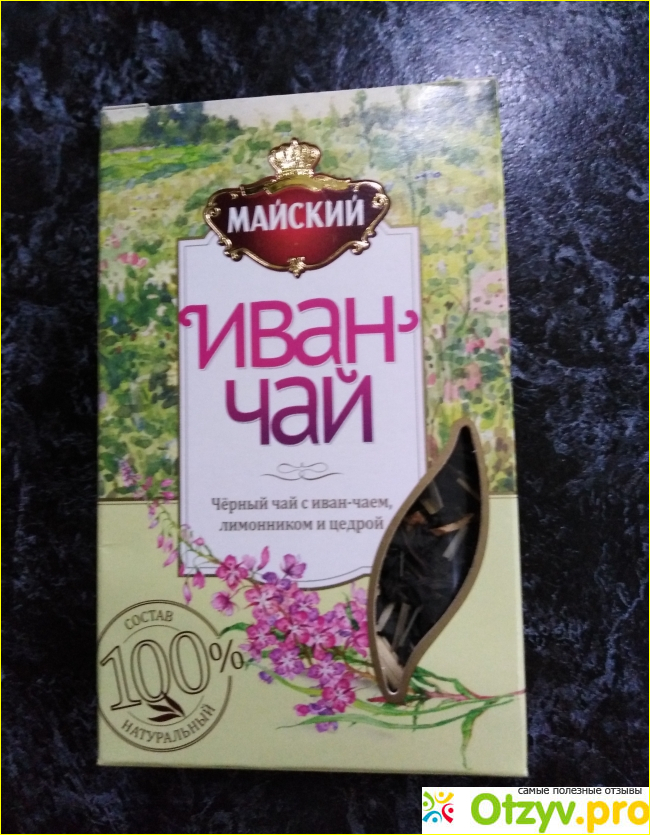 МАЙСКИЙ
ИВАН-
ЧАЙ
Чёрный чай с иван-чаем,
лимонником и цедрой
СОСТАВ
100%
НАТУРАЛЬНЫЙ
самые полезные отзывы
Otzyv.pro